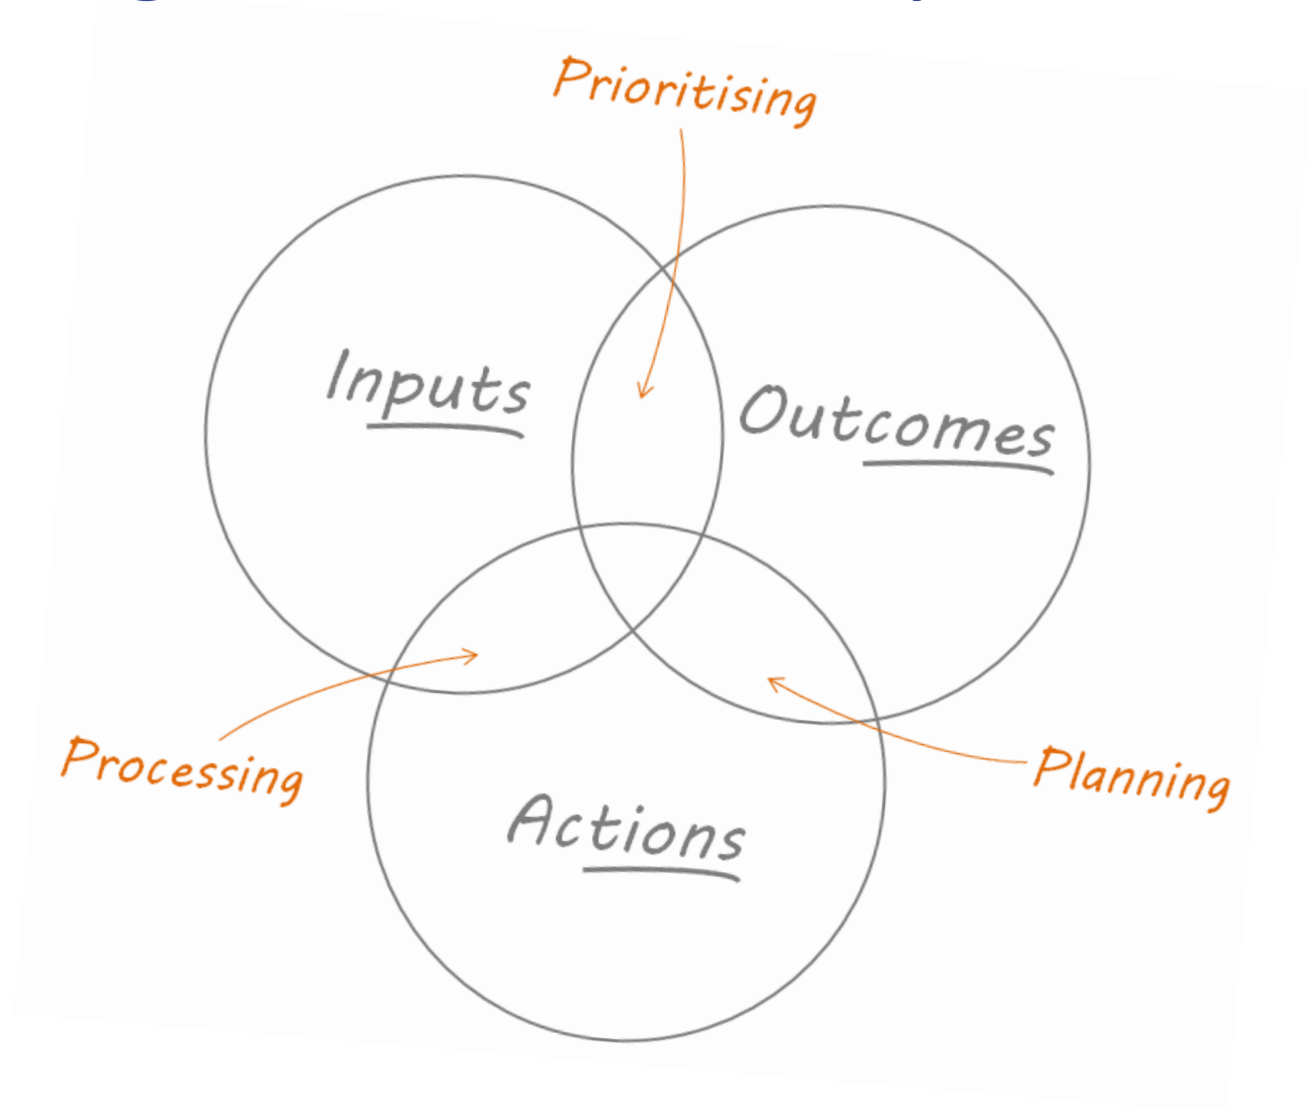 Prioritising
Inputs
Outcomes
Processing
Planning
Actions